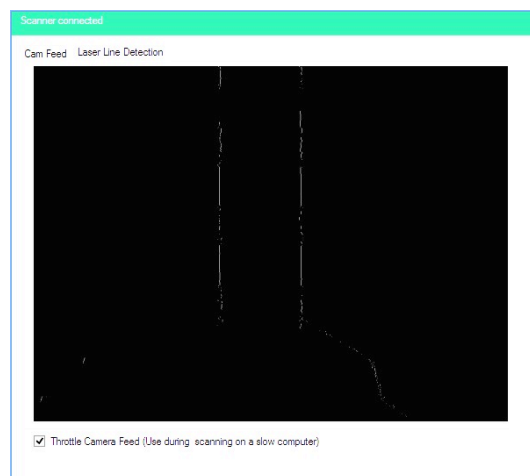 Scanner connected
Cam Feed Laser Line Detection
Throttle Camera Feed (Use during scanning on a slow computer)